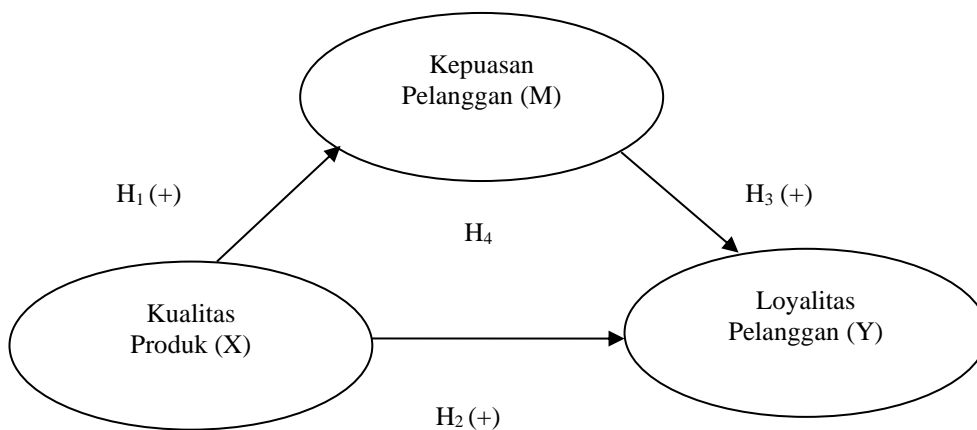 Kepuasan
Pelanggan (M)
H₁ (+)
H₃ (+)
H₄
Kualitas
Produk (X)
Loyalitas
Pelanggan (Y)
H₂ (+)